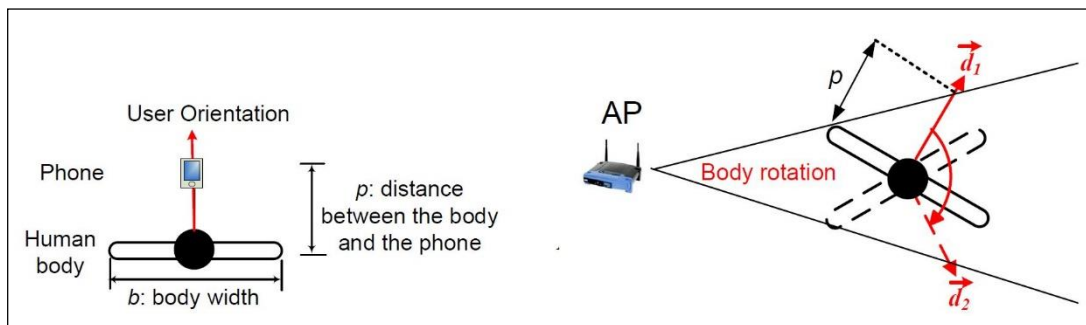 User Orientation
Phone
p: distance
between the body
and the phone
Human
body
b: body width
p
d₁
AP
Body rotation
d₂